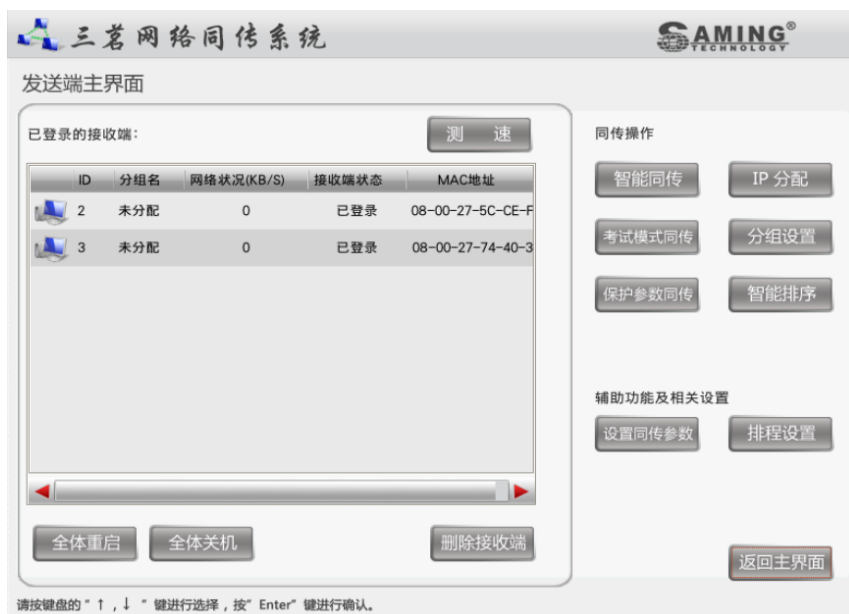 三茗网络同传系统
SAMING®
TECHNOLOGY
发送端主界面
已登录的接收端：
测 速
ID 分组名 网络状况(KB/S) 接收端状态 MAC地址
2 未分配 0 已登录 08-00-27-5C-CE-F
3 未分配 0 已登录 08-00-27-74-40-3
全体重启
全体关机
删除接收端
同传操作
智能同传
IP 分配
考试模式同传
分组设置
保护参数同传
智能排序
辅助功能及相关设置
设置同传参数
排程设置
返回主界面
请按键盘的“↑，↓ ”键进行选择，按“Enter”键进行确认。